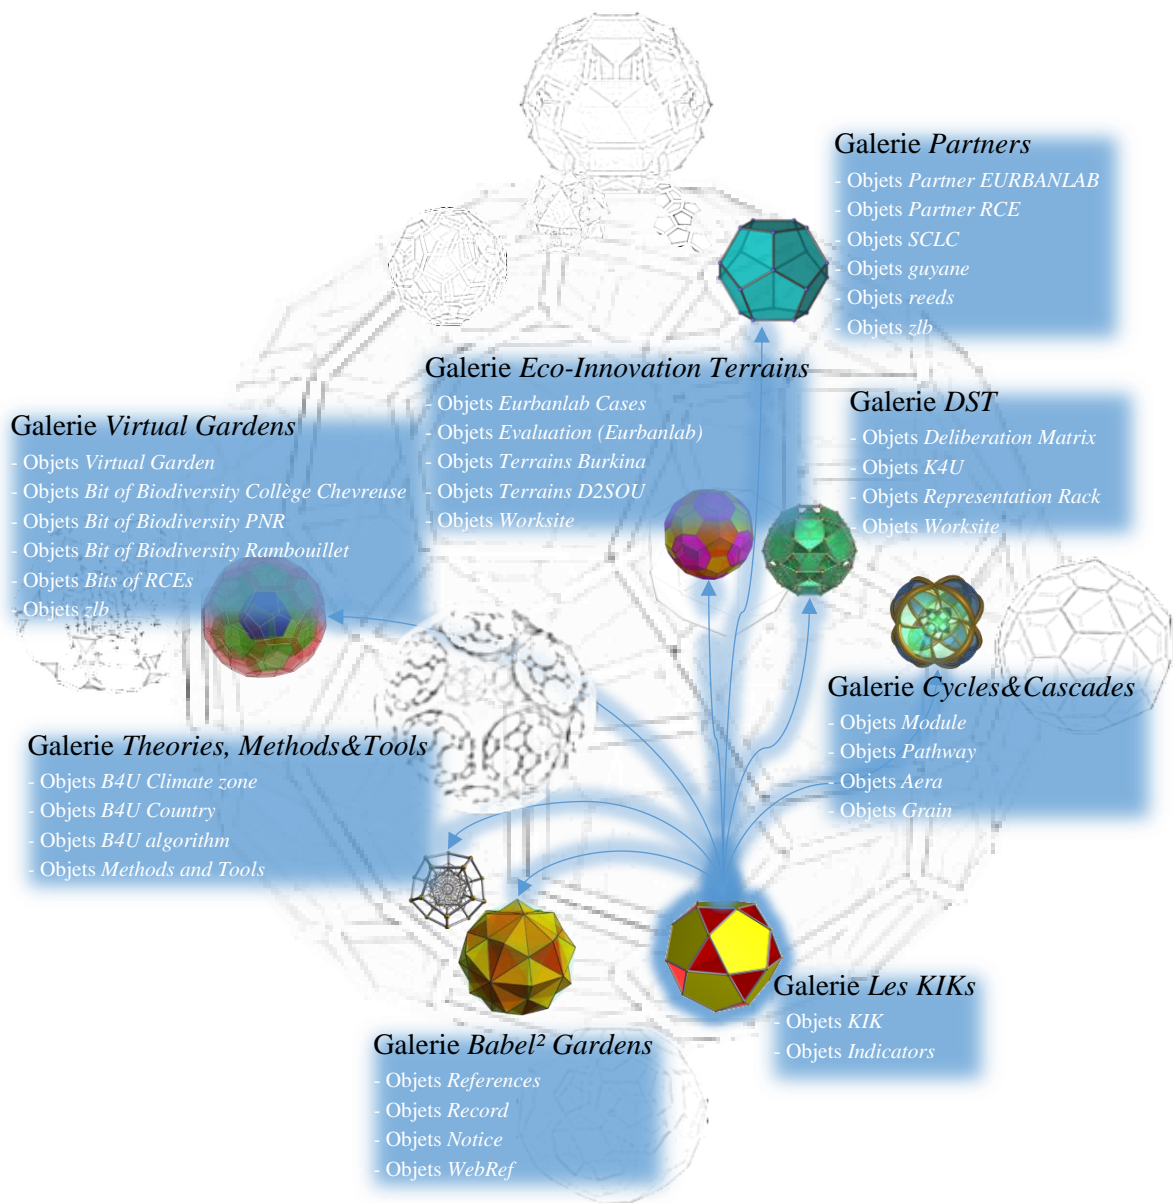 Galerie Partners
- Objets Partner EURBANLAB
- Objets Partner RCE
- Objets SCLC
- Objets guyane
- Objets reeds
- Objets zlb
Galerie Eco-Innovation Terrains
- Objets Eurbanlab Cases
- Objets Evaluation (Eurbanlab)
- Objets Terrains Burkina
- Objets Terrains D2SOU
- Objets Worksite
Galerie DST
- Objets Deliberation Matrix
- Objets K4U
- Objets Representation Rack
- Objets Worksite
Galerie Virtual Gardens
- Objets Virtual Garden
- Objets Bit of Biodiversity Collège Chevreuse
- Objets Bit of Biodiversity PNR
- Objets Bit of Biodiversity Rambouillet
- Objets Bits of RCEs
- Objets zlb
Galerie Cycles&Cascades
- Objets Module
- Objets Pathway
- Objets Aera
- Objets Grain
Galerie Theories, Methods&Tools
- Objets B4U Climate zone
- Objets B4U Country
- Objets B4U algorithm
- Objets Methods and Tools
Galerie Les KIKs
- Objets KIK
- Objets Indicators
Galerie Babel² Gardens
- Objets References
- Objets Record
- Objets Notice
- Objets WebRef